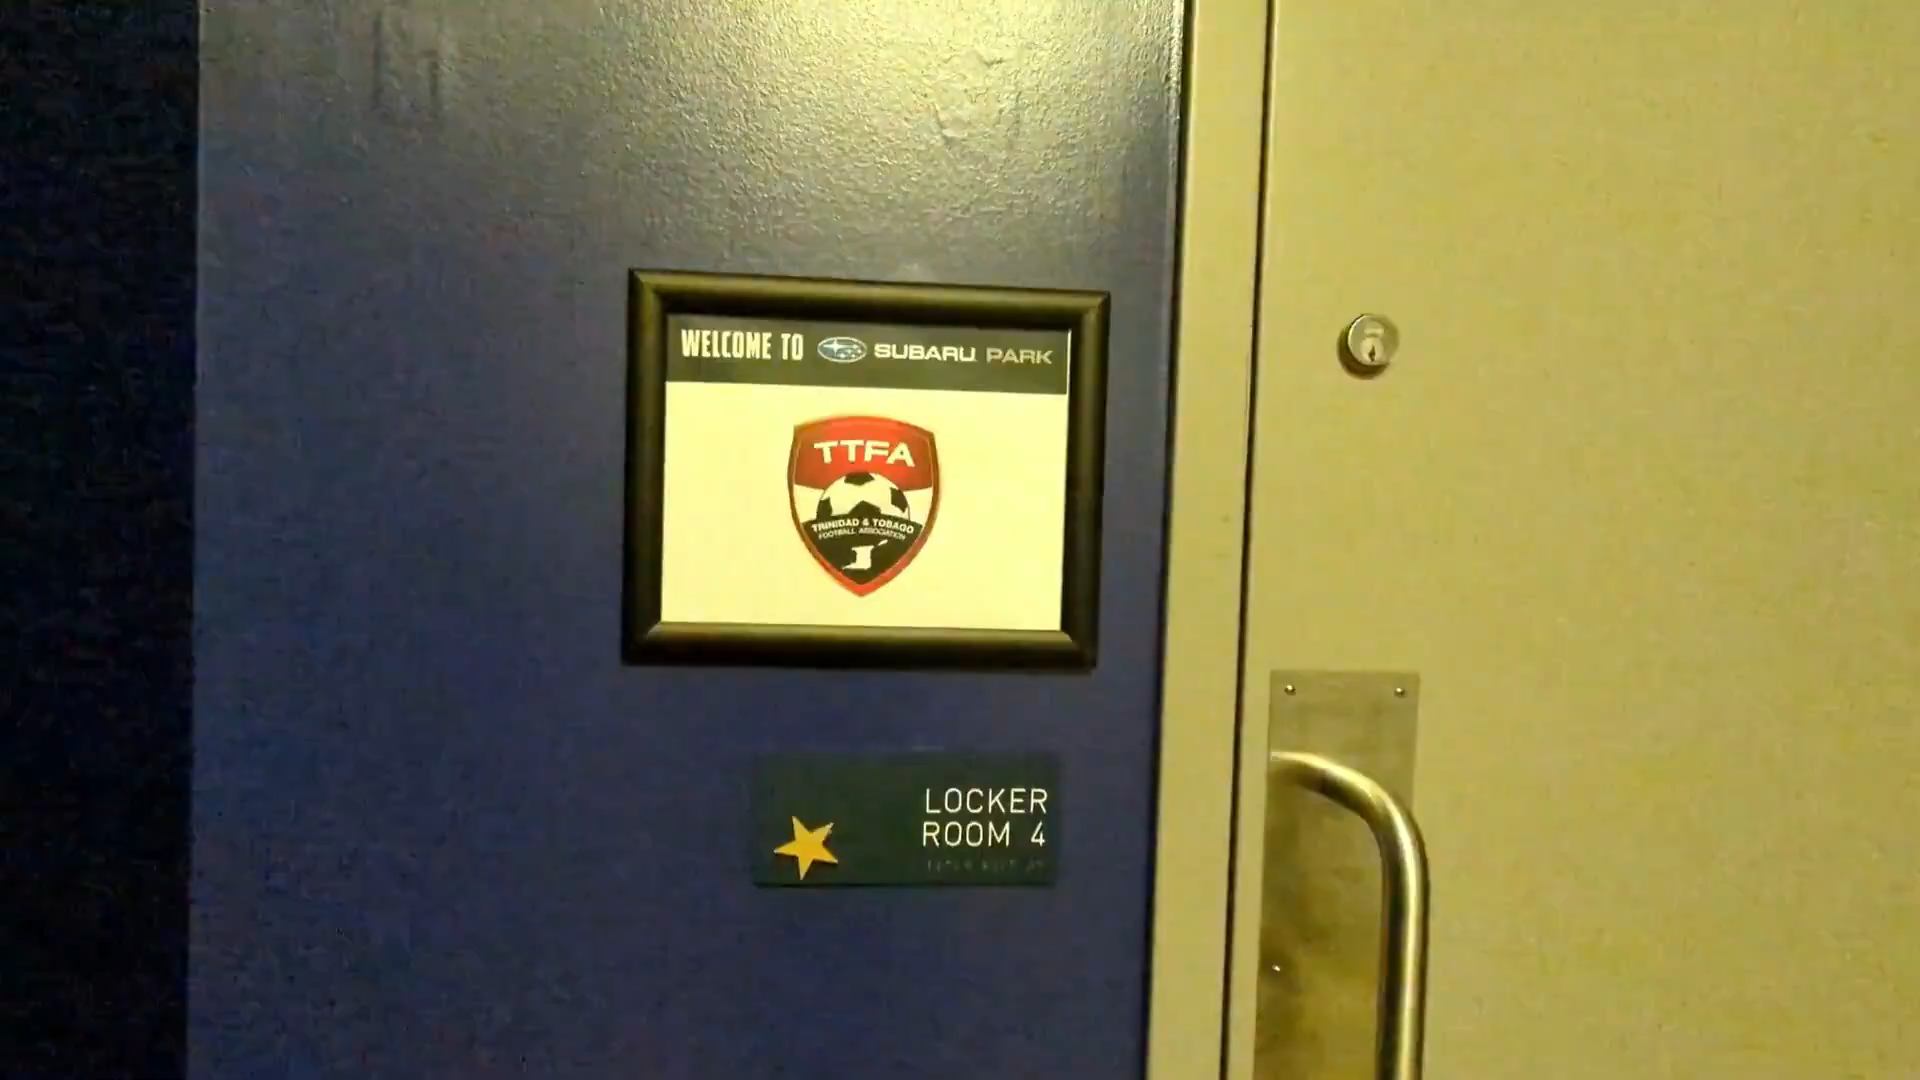 WELCOME TO SUBARU PARK
TTFA
TRINIDAD & TOBAGO
FOOTBALL ASSOCIATION
LOCKER
ROOM 4